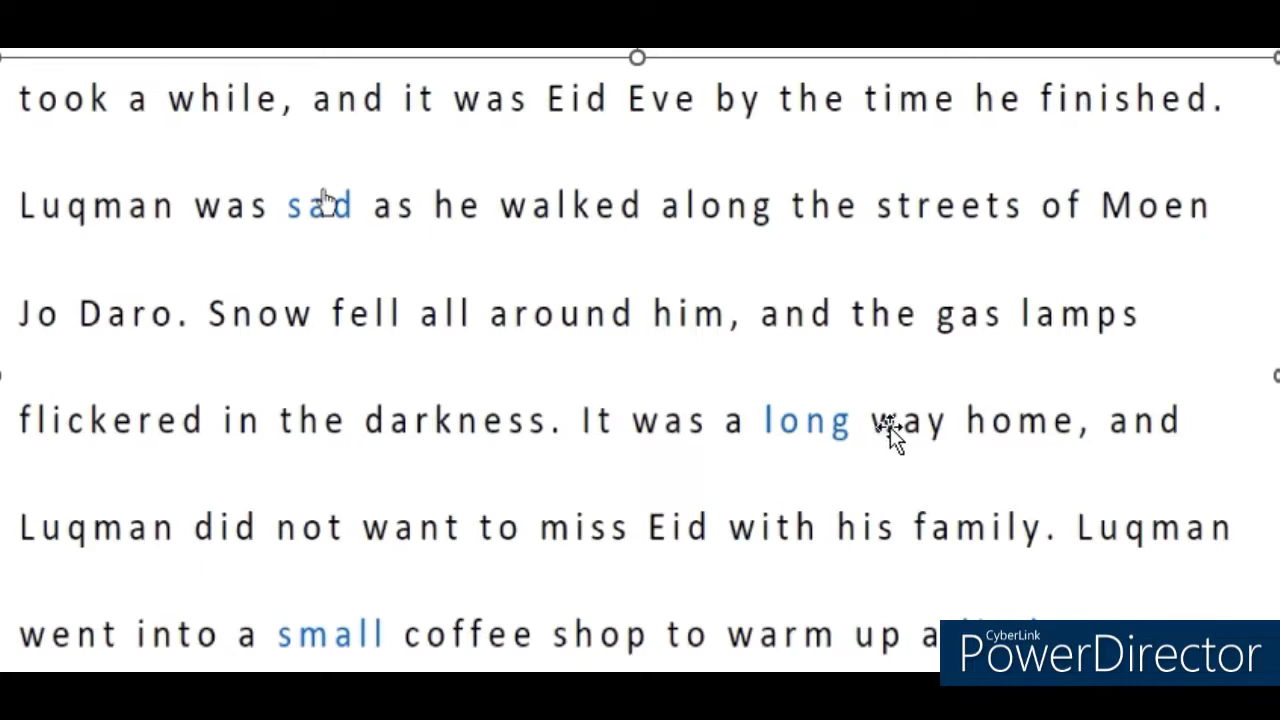 took a while, and it was Eid Eve by the time he finished.
Luqman was sad as he walked along the streets of Moen
Jo Daro. Snow fell all around him, and the gas lamps
flickered in the darkness. It was a long way home, and
Luqman did not want to miss Eid with his family. Luqman
went into a small coffee shop to warm up
CyberLink
PowerDirector